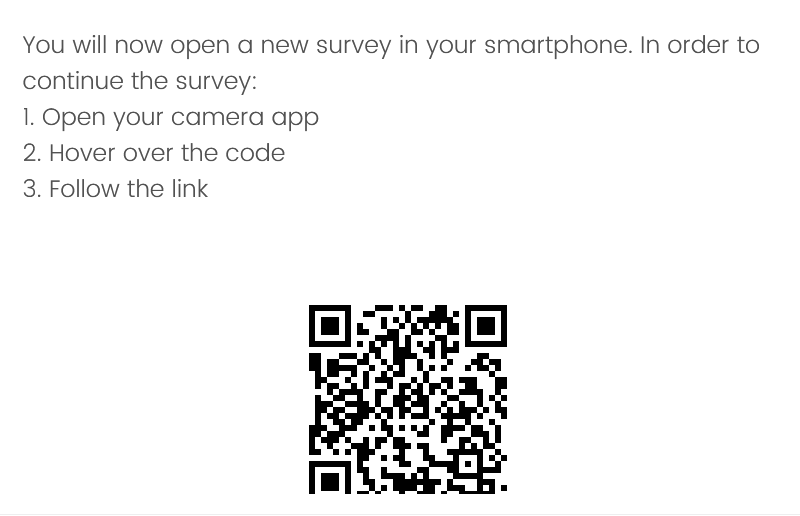 You will now open a new survey in your smartphone. In order to
continue the survey:
1. Open your camera app
2. Hover over the code
3. Follow the link